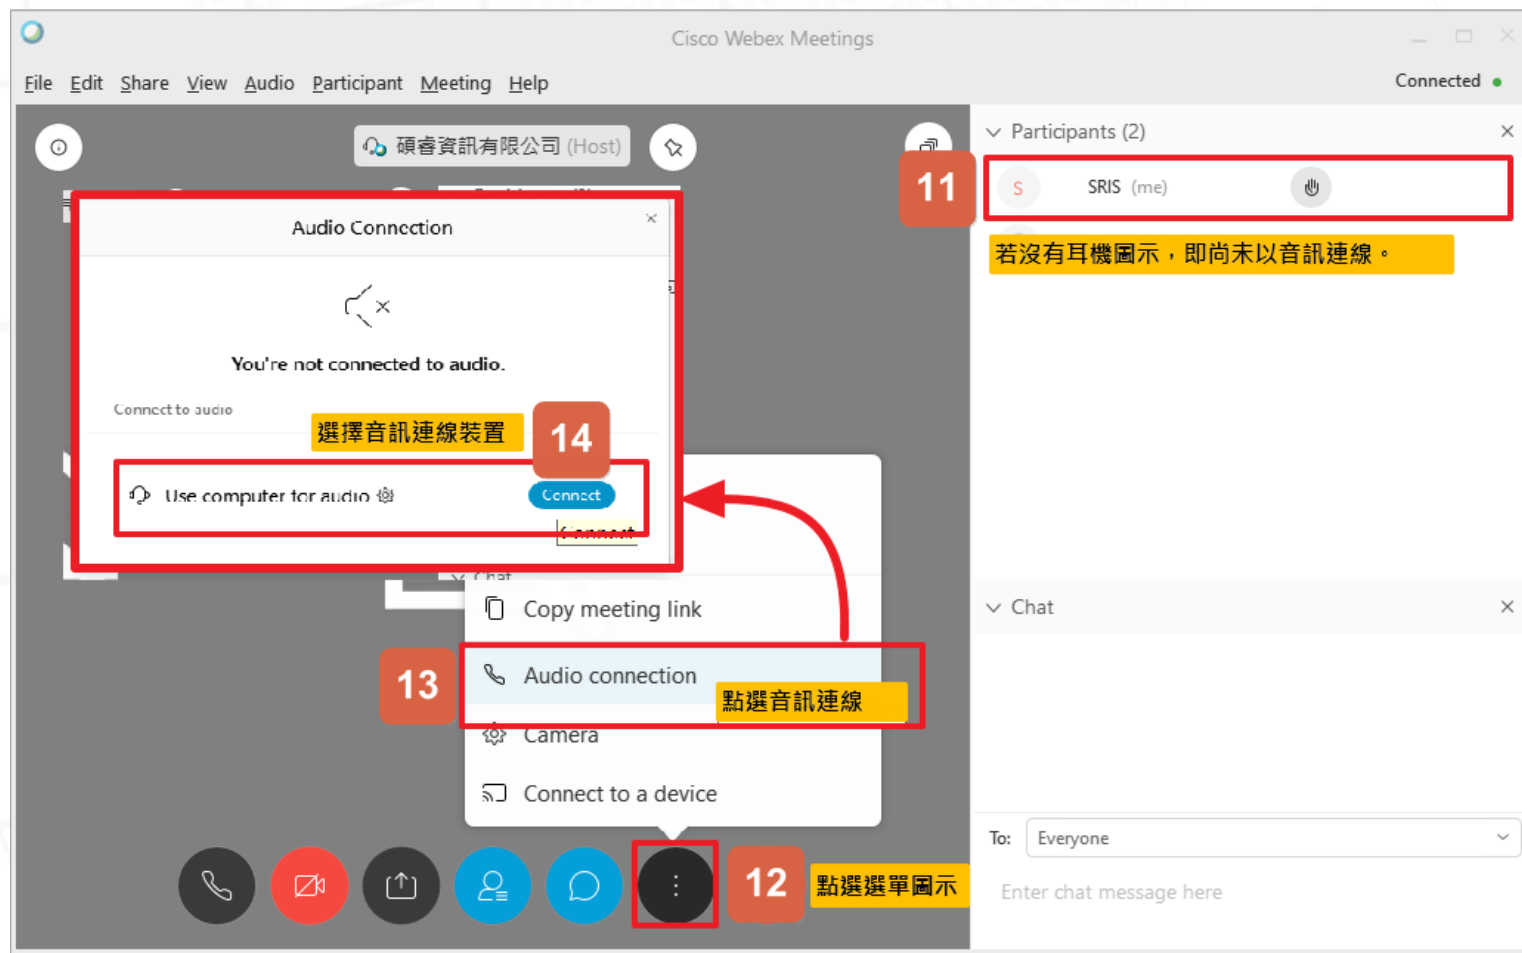 Cisco Webex Meetings
File Edit Share View Audio Participant Meeting Help
Connected
碩睿資訊有限公司 (Host)
Participants (2)
11
S SRIS (me)
若沒有耳機圖示，即尚未以音訊連線。
Audio Connection
You're not connected to audio.
Connect to audio
選擇音訊連線裝置
14
Use computer for audio
Connect
Connect
Chat
Copy meeting link
13
Audio connection
點選音訊連線
Camera
Connect to a device
12
點選選單圖示
Chat
To: Everyone
Enter chat message here